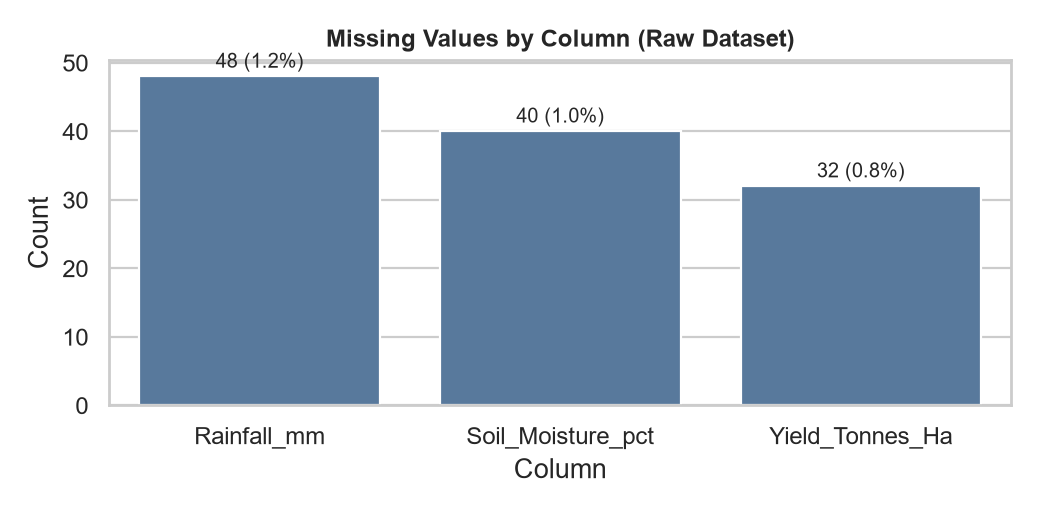 Missing Values by Column (Raw Dataset)
50
48 (1.2%)
40 (1.0%)
40
32 (0.8%)
30
20
10
0
Count
Rainfall_mm Soil_Moisture_pct Yield_Tonnes_Ha
Column